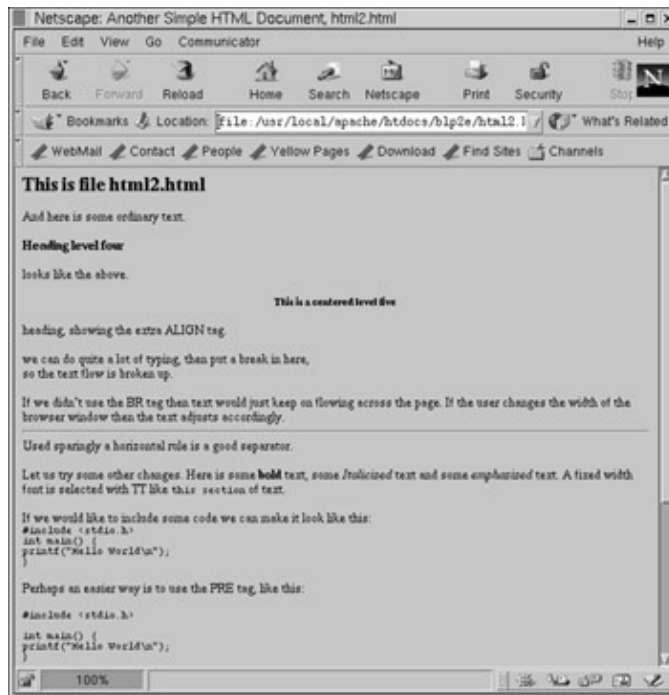 Netscape: Another Simple HTML Document, html2.html
File Edit View Go Communicator Help
Back Forward Reload Home Search Netscape Print Security Stop N
Bookmarks Location: file:/usr/local/apache/htdocs/blp2e/html2.l What's Related
WebMail Contact People Yellow Pages Download Find Sites Channels
This is file html2.html
And here is some ordinary text.
Heading level four
looks like the above.
This is a centered level five
heading, showing the extra ALIGN tag.
we can do quite a lot of typing, then put a break in here,
so the text flow is broken up.
If we didn't use the BR tag then text would just keep on flowing across the page. If the user changes the width of the
browser window then the text adjusts accordingly.
Used sparingly a horizontal rule is a good separator.
Let us try some other changes. Here is some bold text, some Italicised text and some emphasized text. A fixed width
font is selected with TT like this section of text.
If we would like to include some code we can make it look like this:
#include <stdio.h>
int main() {
printf("Hello World\n");
}
Perhaps an easier way is to use the PRE tag, like this:
#include <stdio.h>
int main() {
printf("Hello World\n");
}
100%